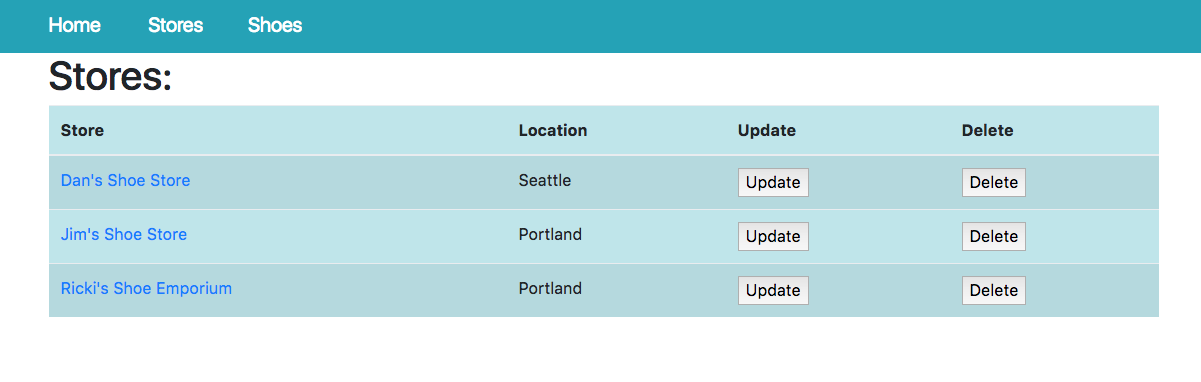 Home Stores Shoes
Stores:
Store Location Update Delete
Dan's Shoe Store Seattle Update Delete
Jim's Shoe Store Portland Update Delete
Ricki's Shoe Emporium Portland Update Delete